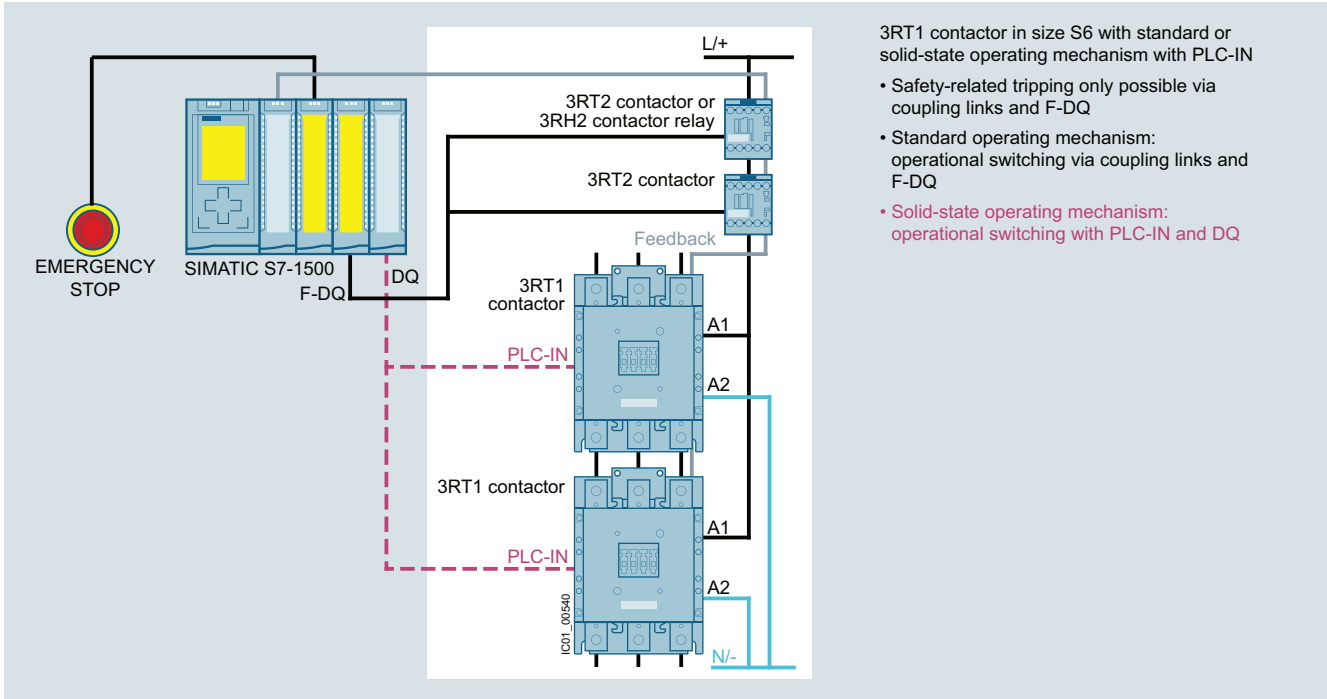 L/+
3RT2 contactor or
3RH2 contactor relay
3RT2 contactor
Feedback
EMERGENCY
STOP
SIMATIC S7-1500
F-DQ
DQ
3RT1
contactor
A1
PLC-IN
A2
3RT1 contactor
A1
PLC-IN
A2
IC01_00540
N/-
3RT1 contactor in size S6 with standard or
solid-state operating mechanism with PLC-IN
• Safety-related tripping only possible via
coupling links and F-DQ
• Standard operating mechanism:
operational switching via coupling links and
F-DQ
• Solid-state operating mechanism:
operational switching with PLC-IN and DQ